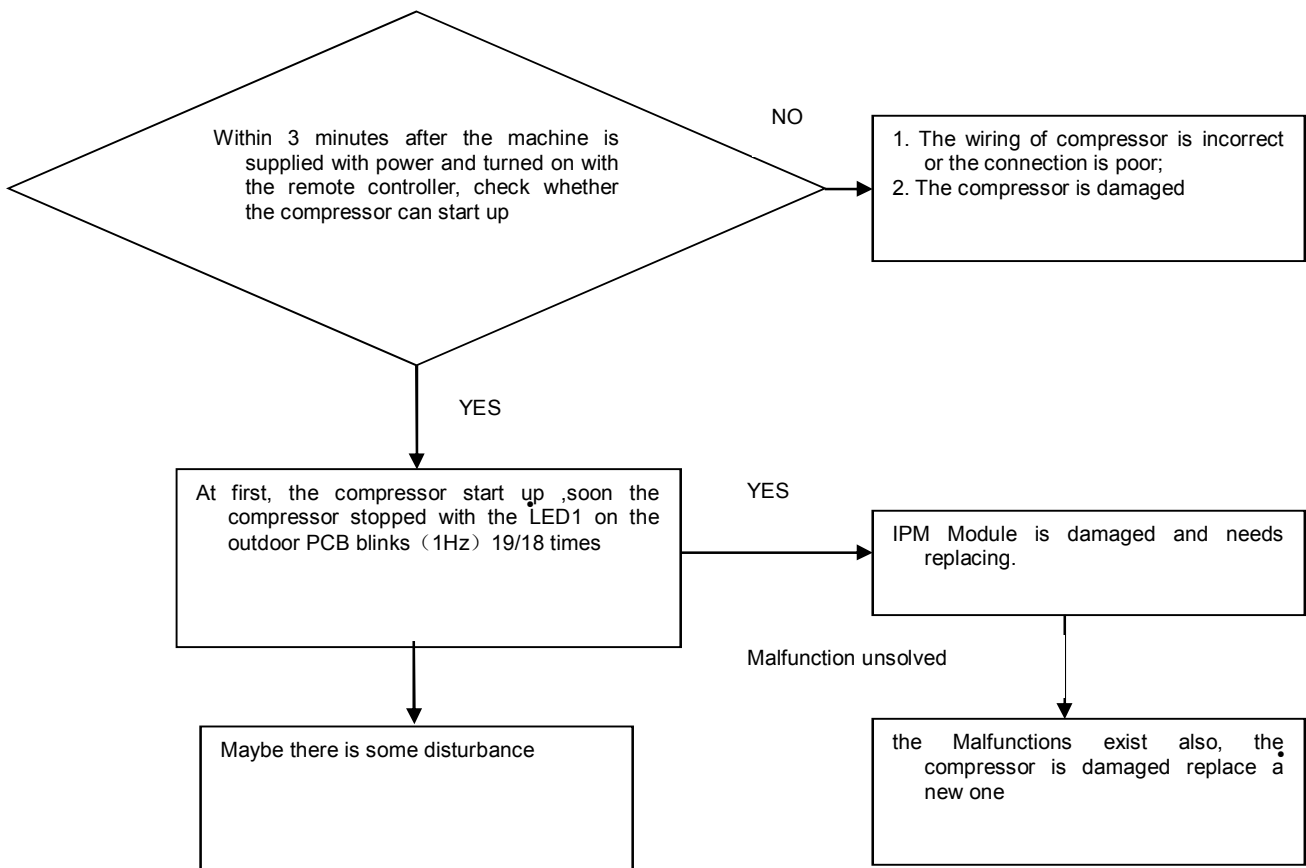 Within 3 minutes after the machine is
supplied with power and turned on with
the remote controller, check whether
the compressor can start up
NO
1. The wiring of compressor is incorrect
or the connection is poor;
2. The compressor is damaged
YES
At first, the compressor start up ,soon the
compressor stopped with the LED1 on the
outdoor PCB blinks（1Hz）19/18 times
YES
IPM Module is damaged and needs
replacing.
Malfunction unsolved
Maybe there is some disturbance
the Malfunctions exist also, the
compressor is damaged replace a
new one